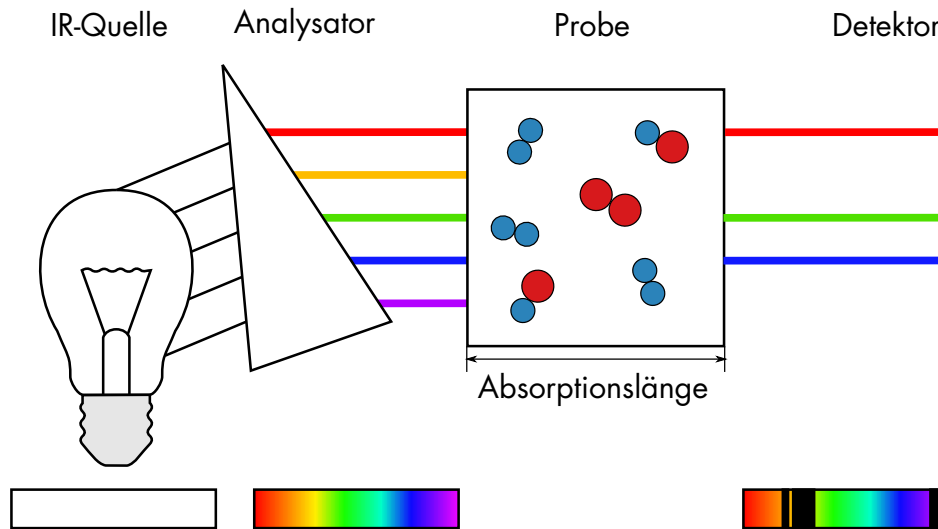 IR-Quelle
Analysator
Probe
Detektor
Absorptionslänge